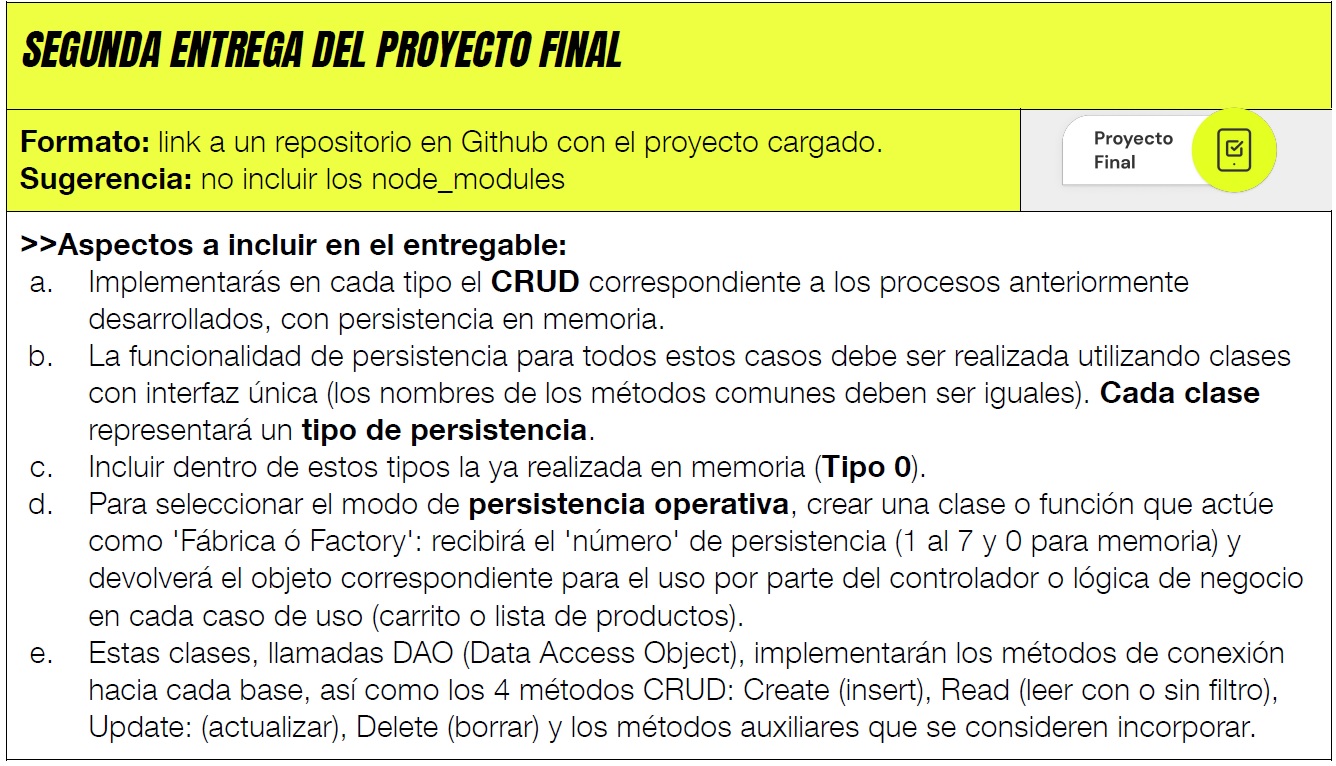 SEGUNDA ENTREGA DEL PROYECTO FINAL
Formato: link a un repositorio en Github con el proyecto cargado.
Sugerencia: no incluir los node_modules
Proyecto
Final
>>Aspectos a incluir en el entregable:
a. Implementarás en cada tipo el CRUD correspondiente a los procesos anteriormente
desarrollados, con persistencia en memoria.
b. La funcionalidad de persistencia para todos estos casos debe ser realizada utilizando clases
con interfaz única (los nombres de los métodos comunes deben ser iguales). Cada clase
representará un tipo de persistencia.
c. Incluir dentro de estos tipos la ya realizada en memoria (Tipo 0).
d. Para seleccionar el modo de persistencia operativa, crear una clase o función que actúe
como 'Fábrica ó Factory': recibirá el 'número' de persistencia (1 al 7 y 0 para memoria) y
devolverá el objeto correspondiente para el uso por parte del controlador o lógica de negocio
en cada caso de uso (carrito o lista de productos).
e. Estas clases, llamadas DAO (Data Access Object), implementarán los métodos de conexión
hacia cada base, así como los 4 métodos CRUD: Create (insert), Read (leer con o sin filtro),
Update: (actualizar), Delete (borrar) y los métodos auxiliares que se consideren incorporar.